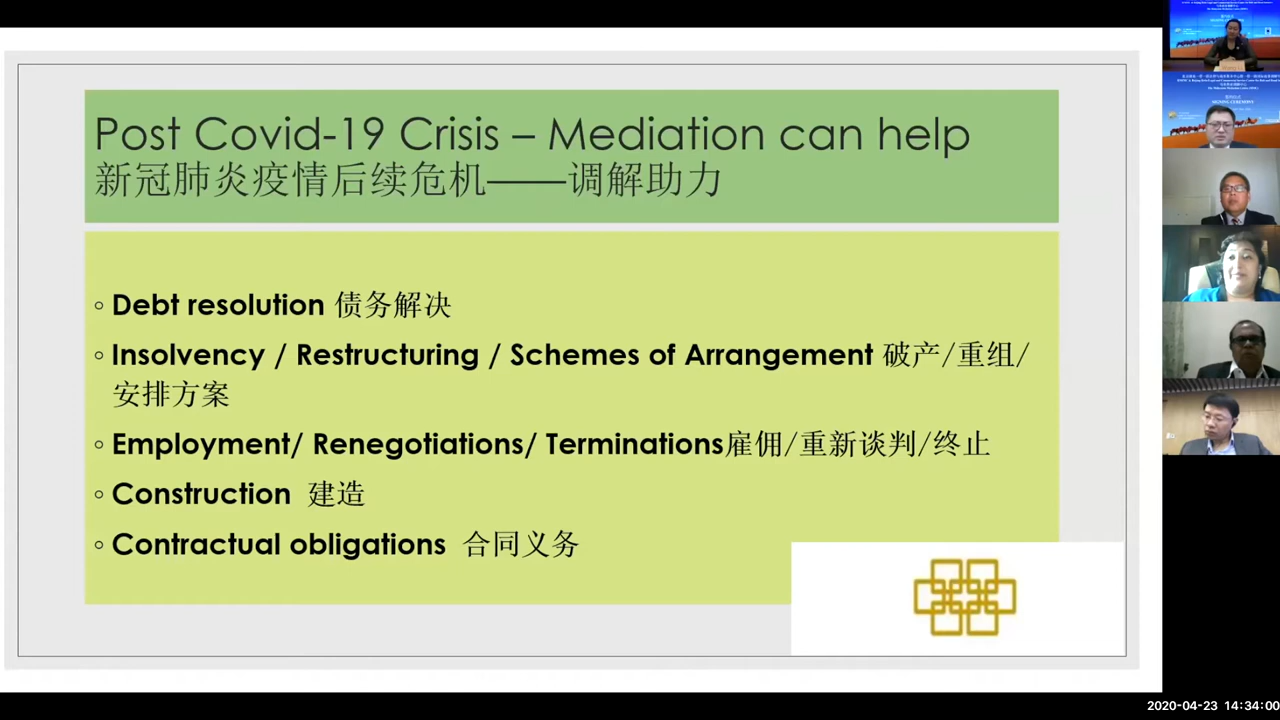 Post Covid-19 Crisis – Mediation can help
新冠肺炎疫情后续危机——调解助力
◦ Debt resolution 债务解决
◦ Insolvency / Restructuring / Schemes of Arrangement 破产/重组/
安排方案
◦ Employment/ Renegotiations/ Terminations雇佣/重新谈判/终止
◦ Construction 建造
◦ Contractual obligations 合同义务
SIGNING CEREMONY
2020-04-23 14:34:00